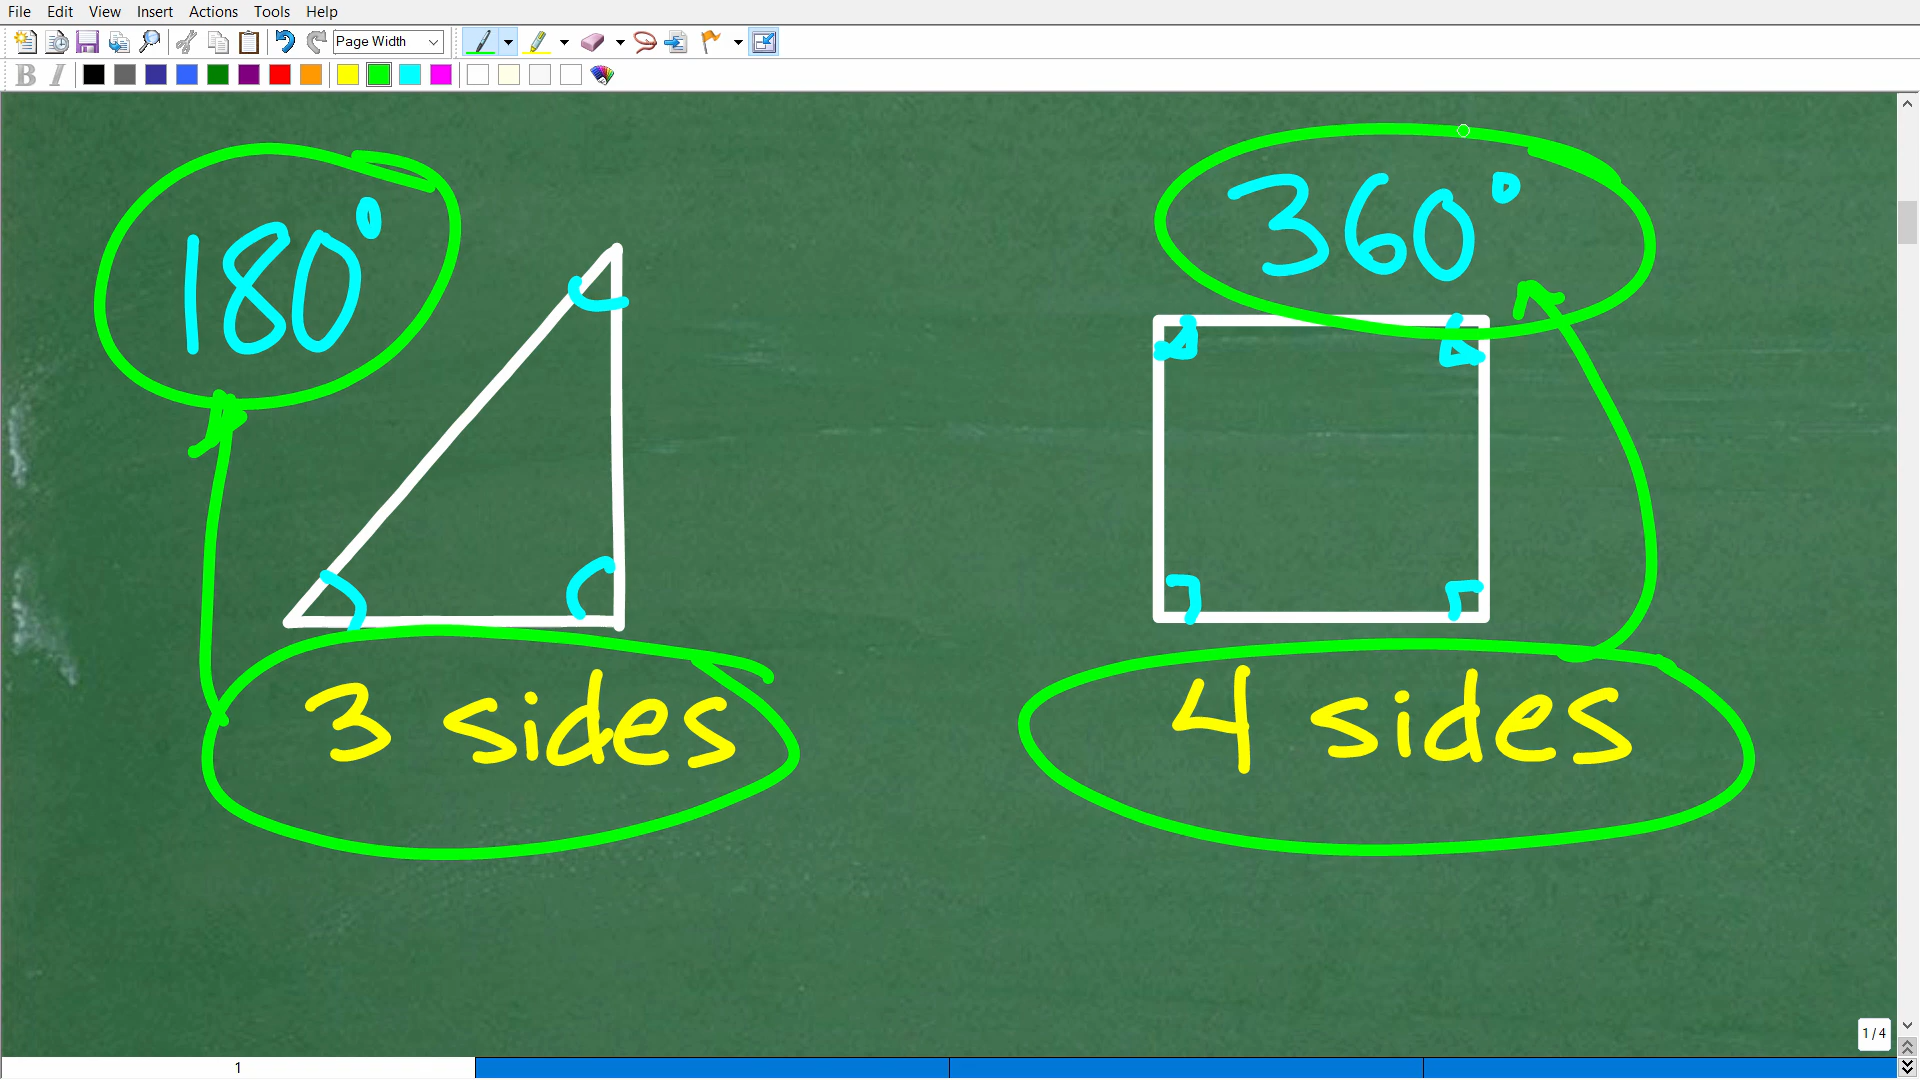 File Edit View Insert Actions Tools Help
Page Width
B I
180° 360°
3 sides 4 sides
1 / 4
1